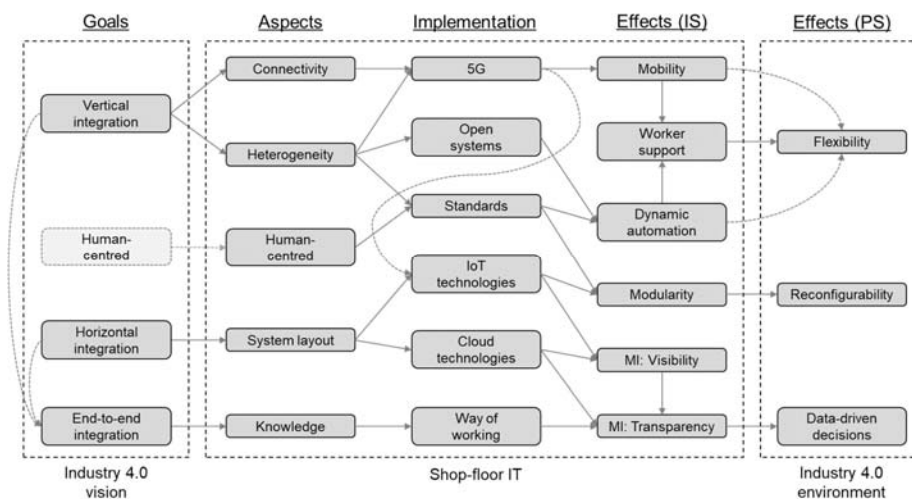 Goals
Aspects
Implementation
Effects (IS)
Effects (PS)
Vertical
integration
Human-
centred
Horizontal
integration
End-to-end
integration
Connectivity
Heterogeneity
Human-
centred
System layout
Knowledge
5G
Open
systems
Standards
IoT
technologies
Cloud
technologies
Way of
working
Mobility
Worker
support
Dynamic
automation
Modularity
MI: Visibility
MI: Transparency
Flexibility
Reconfigurability
Data-driven
decisions
Industry 4.0
vision
Shop-floor IT
Industry 4.0
environment